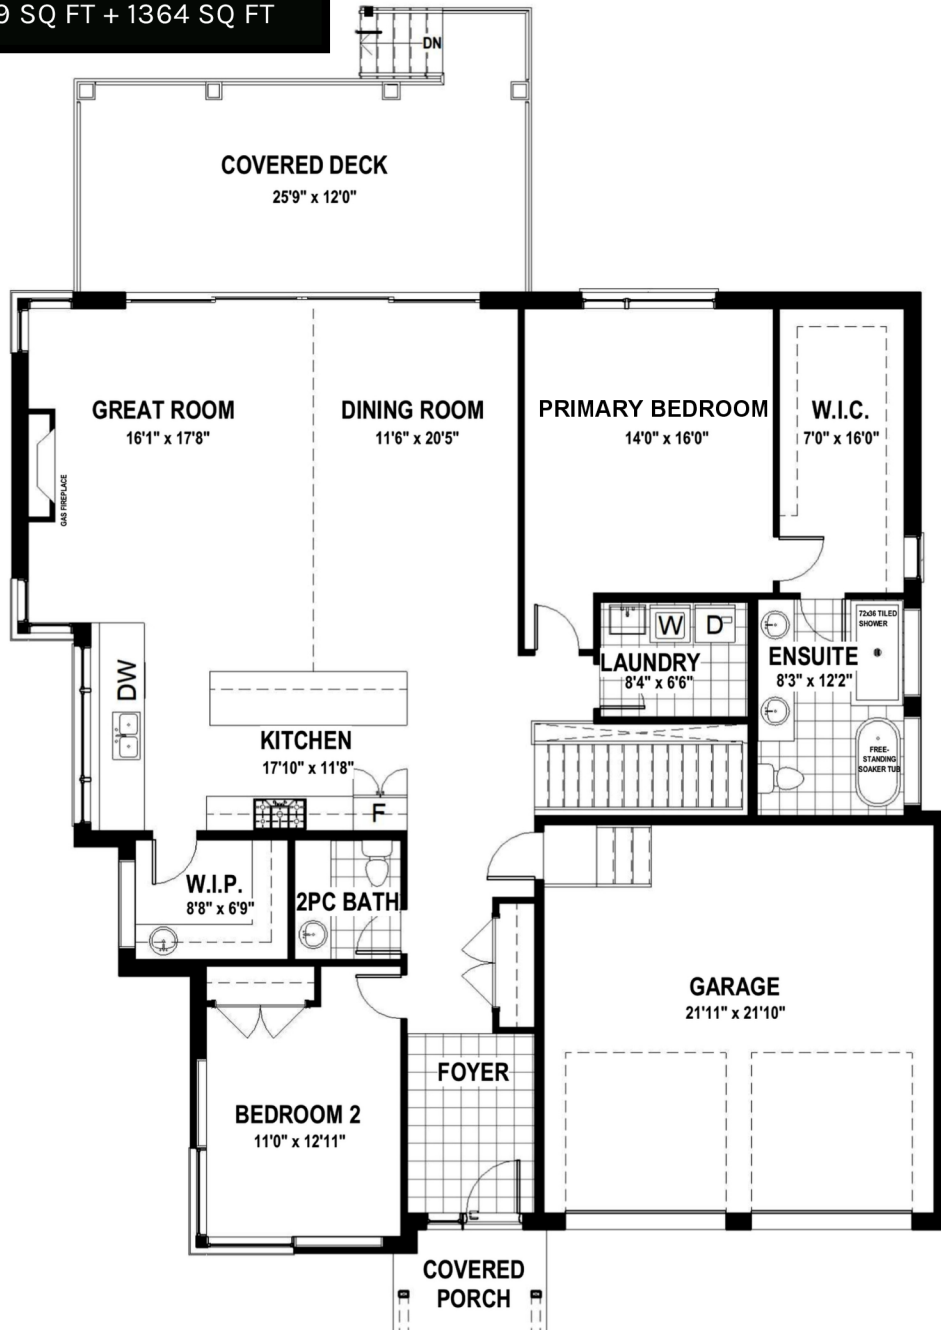 9 SQ FT + 1364 SQ FT
DN
COVERED DECK
25'9" x 12'0"
GREAT ROOM
16'1" x 17'8"
DINING ROOM
11'6" x 20'5"
PRIMARY BEDROOM
14'0" x 16'0"
W.I.C.
7'0" x 16'0"
GAS FIREPLACE
72x36 TILED
SHOWER
W
D
LAUNDRY
8'4" x 6'6"
ENSUITE
8'3" x 12'2"
DW
KITCHEN
17'10" x 11'8"
FREE-
STANDING
SOAKER TUB
F
W.I.P.
8'8" x 6'9"
2PC BATH
GARAGE
21'11" x 21'10"
FOYER
BEDROOM 2
11'0" x 12'11"
COVERED
PORCH